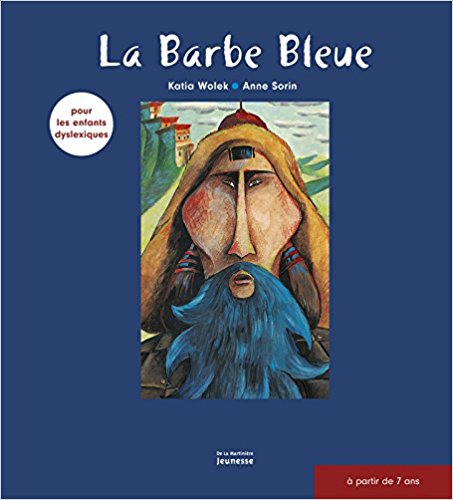 La Barbe Bleue
Katia Wolek • Anne Sorin
pour
les enfants
dyslexiques
De La Martinière
Jeunesse
à partir de 7 ans